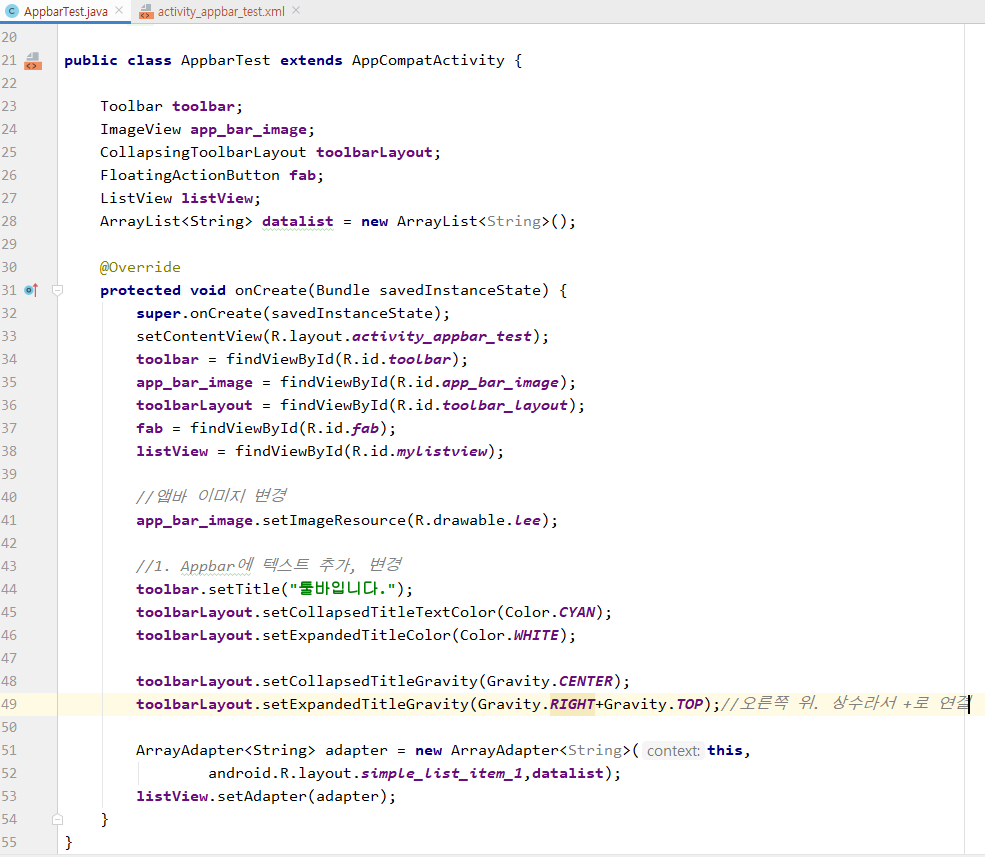 AppbarTest.java activity_appbar_test.xml
20
21 public class AppbarTest extends AppCompatActivity {
22
23 Toolbar toolbar;
24 ImageView app_bar_image;
25 CollapsingToolbarLayout toolbarLayout;
26 FloatingActionButton fab;
27 ListView listView;
28 ArrayList<String> datalist = new ArrayList<String>();
29
30 @Override
31 protected void onCreate(Bundle savedInstanceState) {
32 super.onCreate(savedInstanceState);
33 setContentView(R.layout.activity_appbar_test);
34 toolbar = findViewById(R.id.toolbar);
35 app_bar_image = findViewById(R.id.app_bar_image);
36 toolbarLayout = findViewById(R.id.toolbar_layout);
37 fab = findViewById(R.id.fab);
38 listView = findViewById(R.id.mylistview);
39
40 //앱바 이미지 변경
41 app_bar_image.setImageResource(R.drawable.lee);
42
43 //1. Appbar에 텍스트 추가, 변경
44 toolbar.setTitle("툴바입니다.");
45 toolbarLayout.setCollapsedTitleTextColor(Color.CYAN);
46 toolbarLayout.setExpandedTitleColor(Color.WHITE);
47
48 toolbarLayout.setCollapsedTitleGravity(Gravity.CENTER);
49 toolbarLayout.setExpandedTitleGravity(Gravity.RIGHT+Gravity.TOP);//오른쪽 위. 상수라서 +로 연결
50
51 ArrayAdapter<String> adapter = new ArrayAdapter<String>( context: this,
52 android.R.layout.simple_list_item_1,datalist);
53 listView.setAdapter(adapter);
54 }
55 }